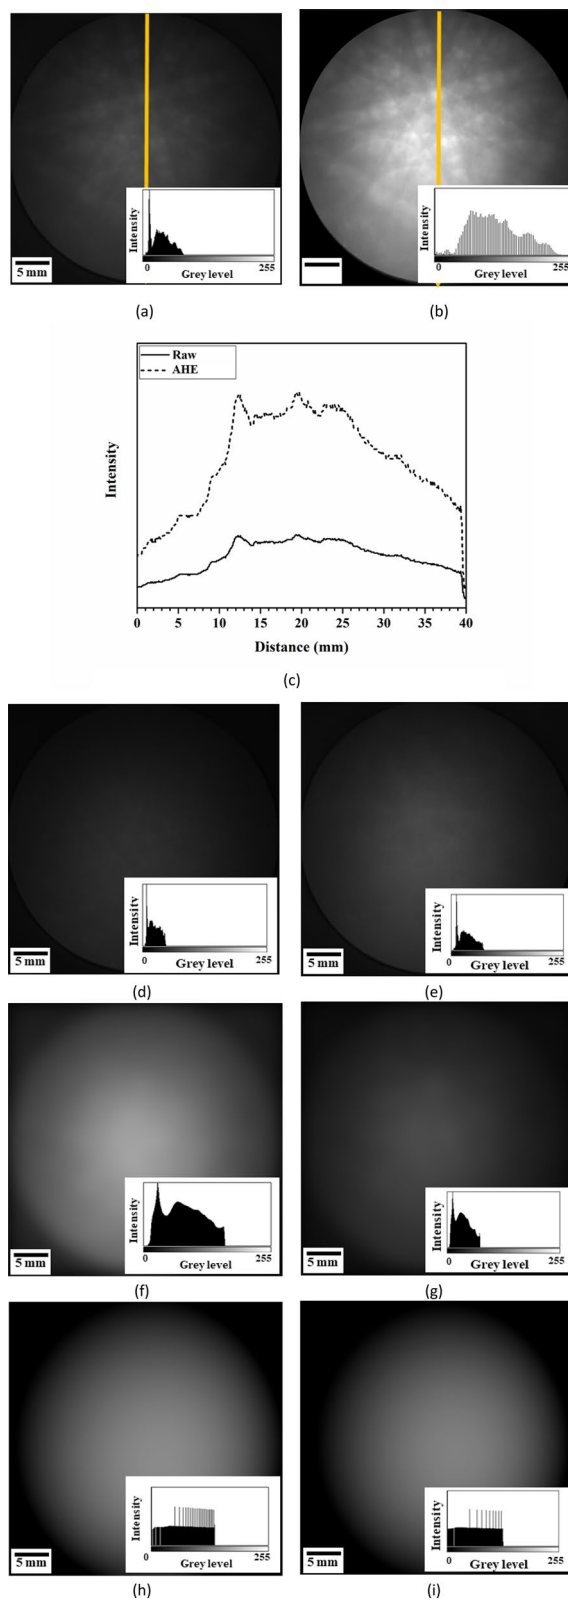 Intensity
0
255
Grey level
5 mm
(a)
Intensity
0
255
Grey level
(b)
Raw
AHE
Intensity
0
5
10
15
20
25
30
35
40
Distance (mm)
(c)
Intensity
0
255
Grey level
5 mm
(d)
Intensity
0
255
Grey level
5 mm
(e)
Intensity
0
255
Grey level
5 mm
(f)
Intensity
0
255
Grey level
5 mm
(g)
Intensity
0
255
Grey level
5 mm
(h)
Intensity
0
255
Grey level
5 mm
(i)